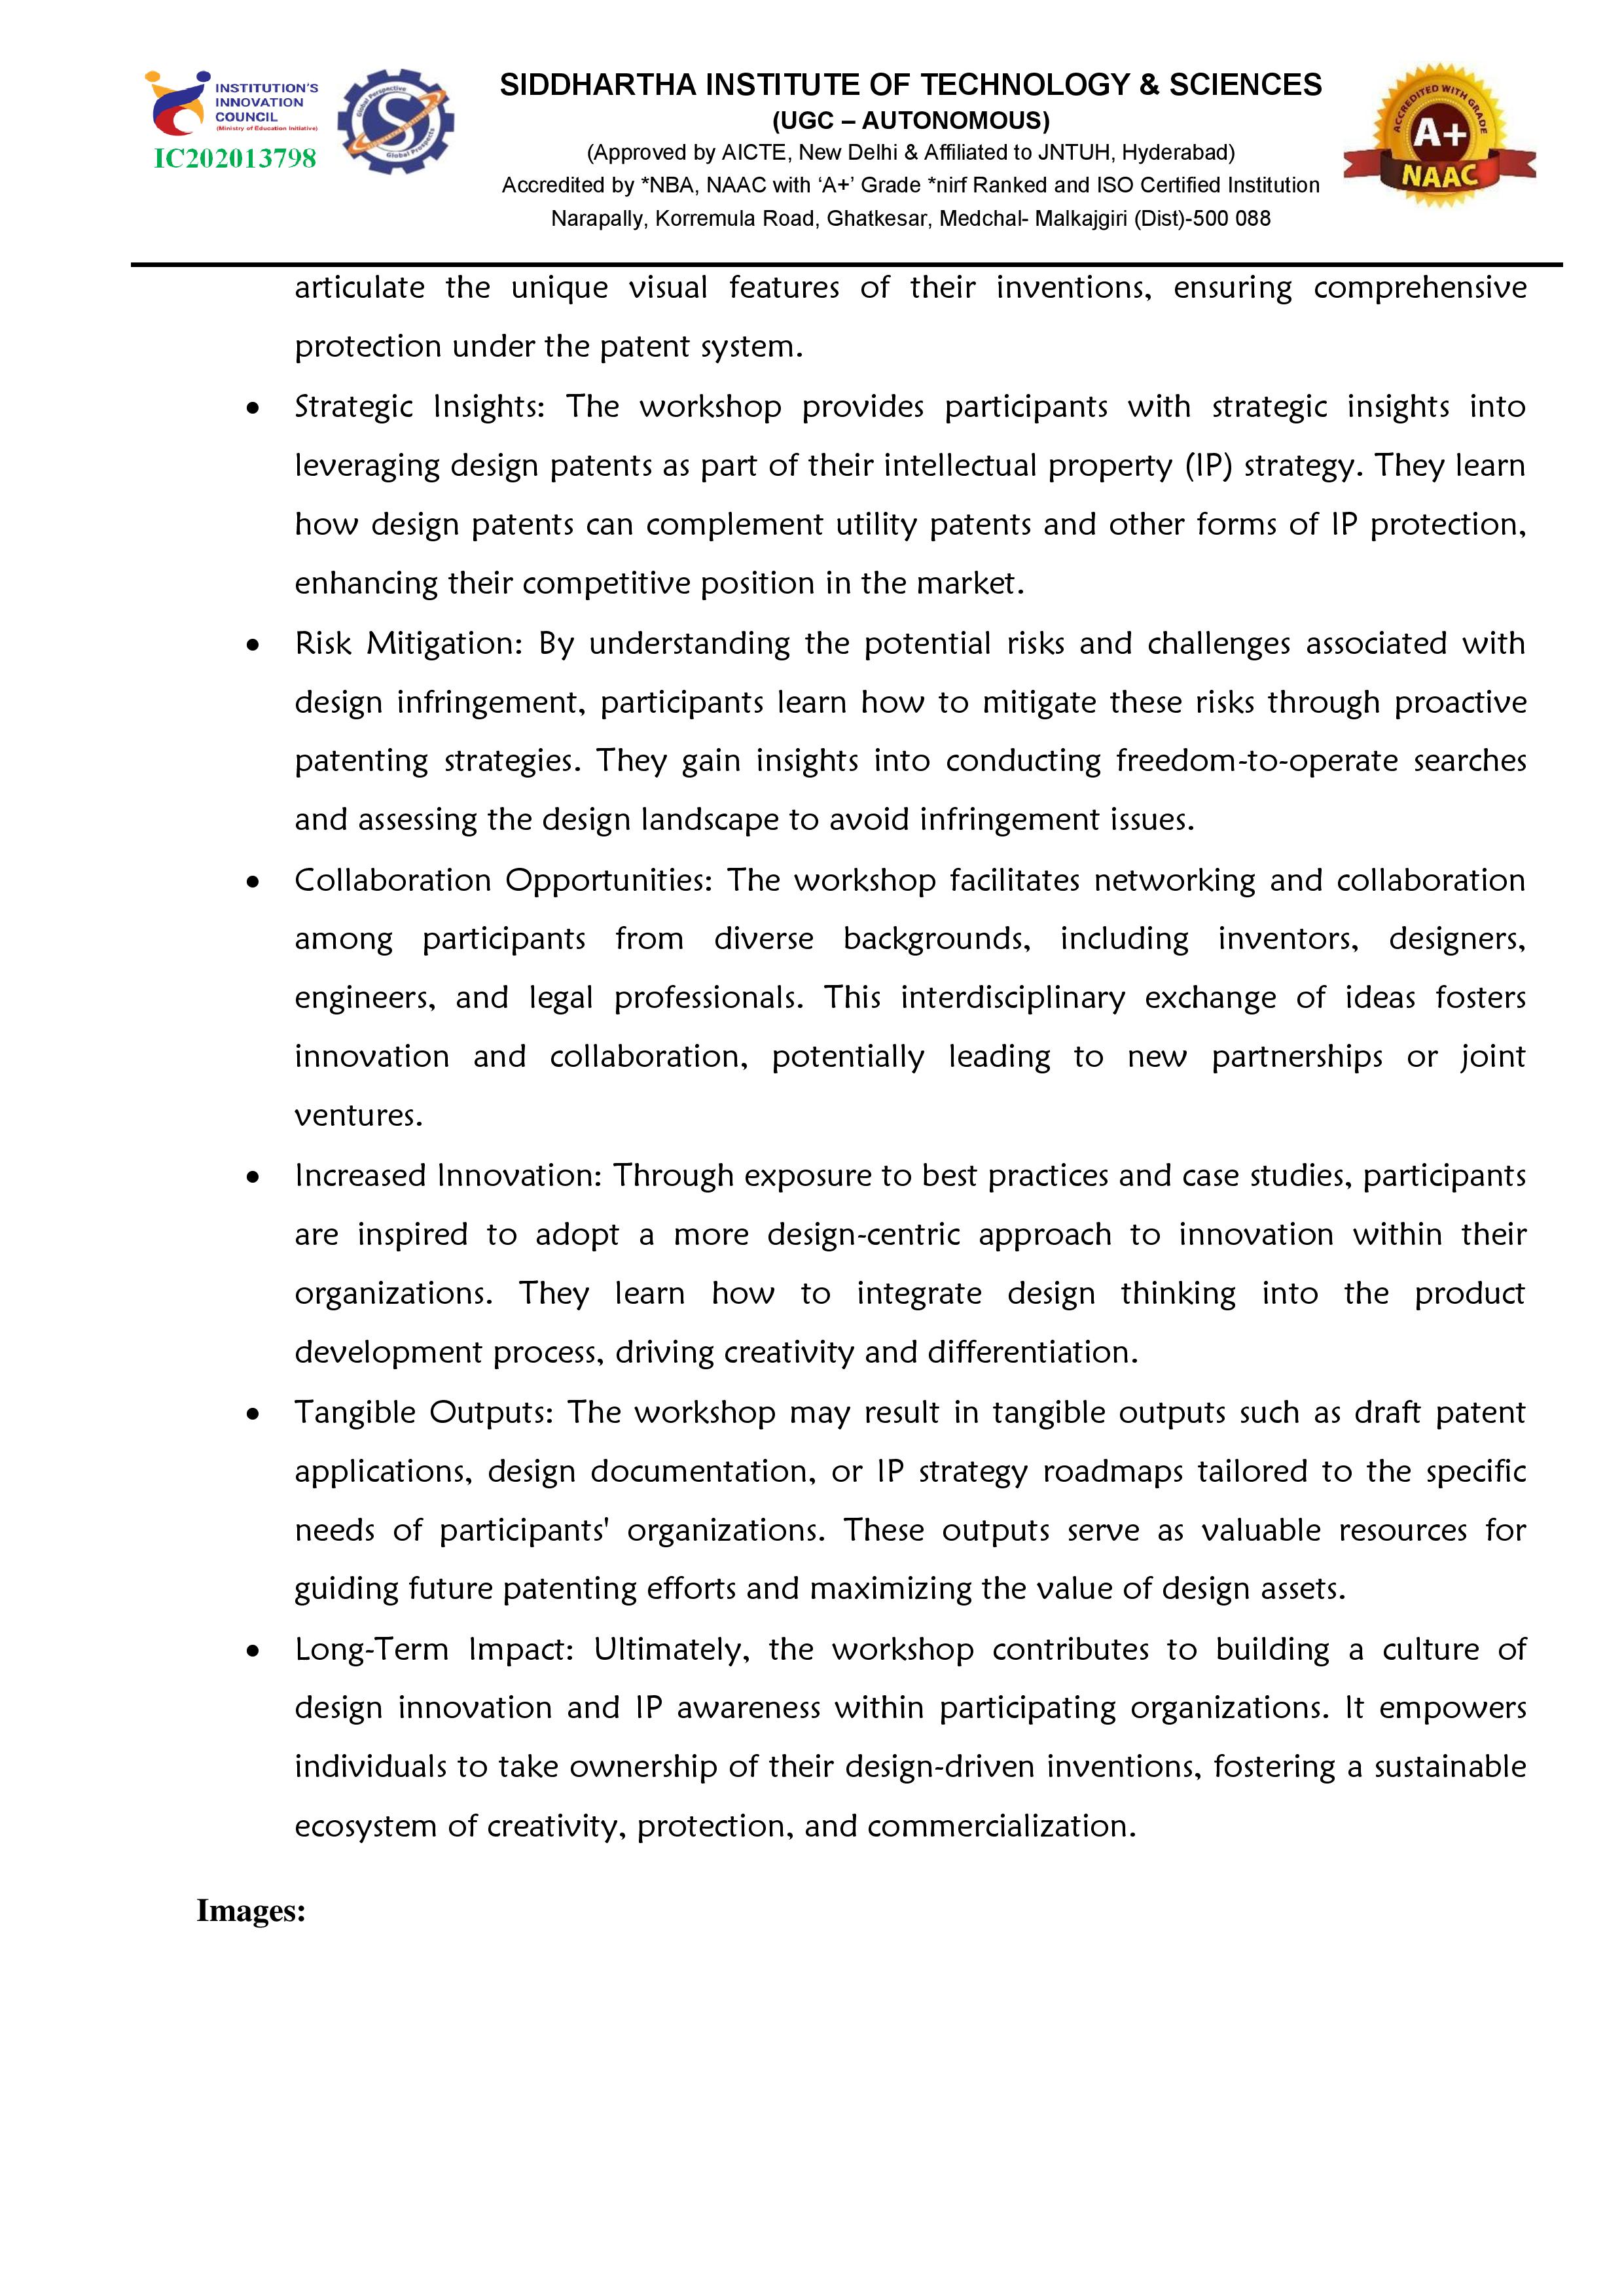 INSTITUTION'S
INNOVATION
COUNCIL
(Ministry of Education Initiative)
IC202013798
Global Perspective
S
Global Prospects
SIDDHARTHA INSTITUTE OF TECHNOLOGY & SCIENCES
(UGC – AUTONOMOUS)
(Approved by AICTE, New Delhi & Affiliated to JNTUH, Hyderabad)
Accredited by *NBA, NAAC with ‘A+’ Grade *nirf Ranked and ISO Certified Institution
Narapally, Korremula Road, Ghatkesar, Medchal- Malkajgiri (Dist)-500 088
ACCREDITED WITH GRADE
A+
NAAC
articulate the unique visual features of their inventions, ensuring comprehensive
protection under the patent system.
• Strategic Insights: The workshop provides participants with strategic insights into
leveraging design patents as part of their intellectual property (IP) strategy. They learn
how design patents can complement utility patents and other forms of IP protection,
enhancing their competitive position in the market.
• Risk Mitigation: By understanding the potential risks and challenges associated with
design infringement, participants learn how to mitigate these risks through proactive
patenting strategies. They gain insights into conducting freedom-to-operate searches
and assessing the design landscape to avoid infringement issues.
• Collaboration Opportunities: The workshop facilitates networking and collaboration
among participants from diverse backgrounds, including inventors, designers,
engineers, and legal professionals. This interdisciplinary exchange of ideas fosters
innovation and collaboration, potentially leading to new partnerships or joint
ventures.
• Increased Innovation: Through exposure to best practices and case studies, participants
are inspired to adopt a more design-centric approach to innovation within their
organizations. They learn how to integrate design thinking into the product
development process, driving creativity and differentiation.
• Tangible Outputs: The workshop may result in tangible outputs such as draft patent
applications, design documentation, or IP strategy roadmaps tailored to the specific
needs of participants' organizations. These outputs serve as valuable resources for
guiding future patenting efforts and maximizing the value of design assets.
• Long-Term Impact: Ultimately, the workshop contributes to building a culture of
design innovation and IP awareness within participating organizations. It empowers
individuals to take ownership of their design-driven inventions, fostering a sustainable
ecosystem of creativity, protection, and commercialization.
Images: